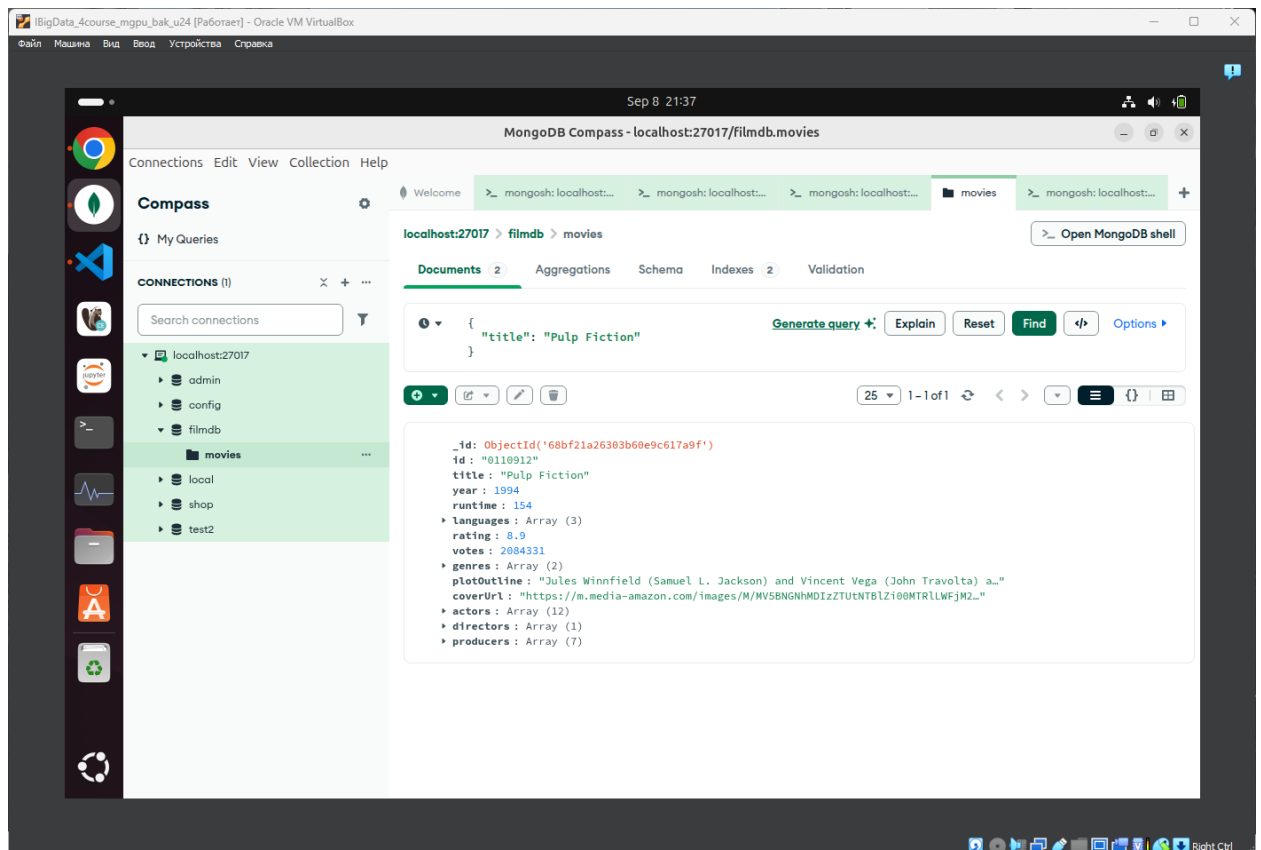 IBigData_4course_mgpu_bak_u24 [Работает] - Oracle VM VirtualBox
Файл Машина Вид Ввод Устройства Справка
Sep 8 21:37
MongoDB Compass - localhost:27017/filmdb.movies
Connections Edit View Collection Help
Compass
{} My Queries
CONNECTIONS (1)
Search connections
localhost:27017
admin
config
filmdb
movies
local
shop
test2
Welcome >_ mongosh: localhost:... >_ mongosh: localhost:... >_ mongosh: localhost:... movies >_ mongosh: localhost:... +
localhost:27017 > filmdb > movies >_ Open MongoDB shell
Documents 2 Aggregations Schema Indexes 2 Validation
{
"title": "Pulp Fiction"
}
Generate query Explain Reset Find </> Options
25 1–1 of 1 {}
_id: ObjectId('68bf21a26303b60e9c617a9f')
id : "0110912"
title : "Pulp Fiction"
year : 1994
runtime : 154
languages : Array (3)
rating : 8.9
votes : 2084331
genres : Array (2)
plotOutline : "Jules Winnfield (Samuel L. Jackson) and Vincent Vega (John Travolta) a…"
coverUrl : "https://m.media-amazon.com/images/M/MV5BNGNhMDIzZTUtNTBlZi00MTRlLWFjM2…"
actors : Array (12)
directors : Array (1)
producers : Array (7)
jupyter
Right Ctrl